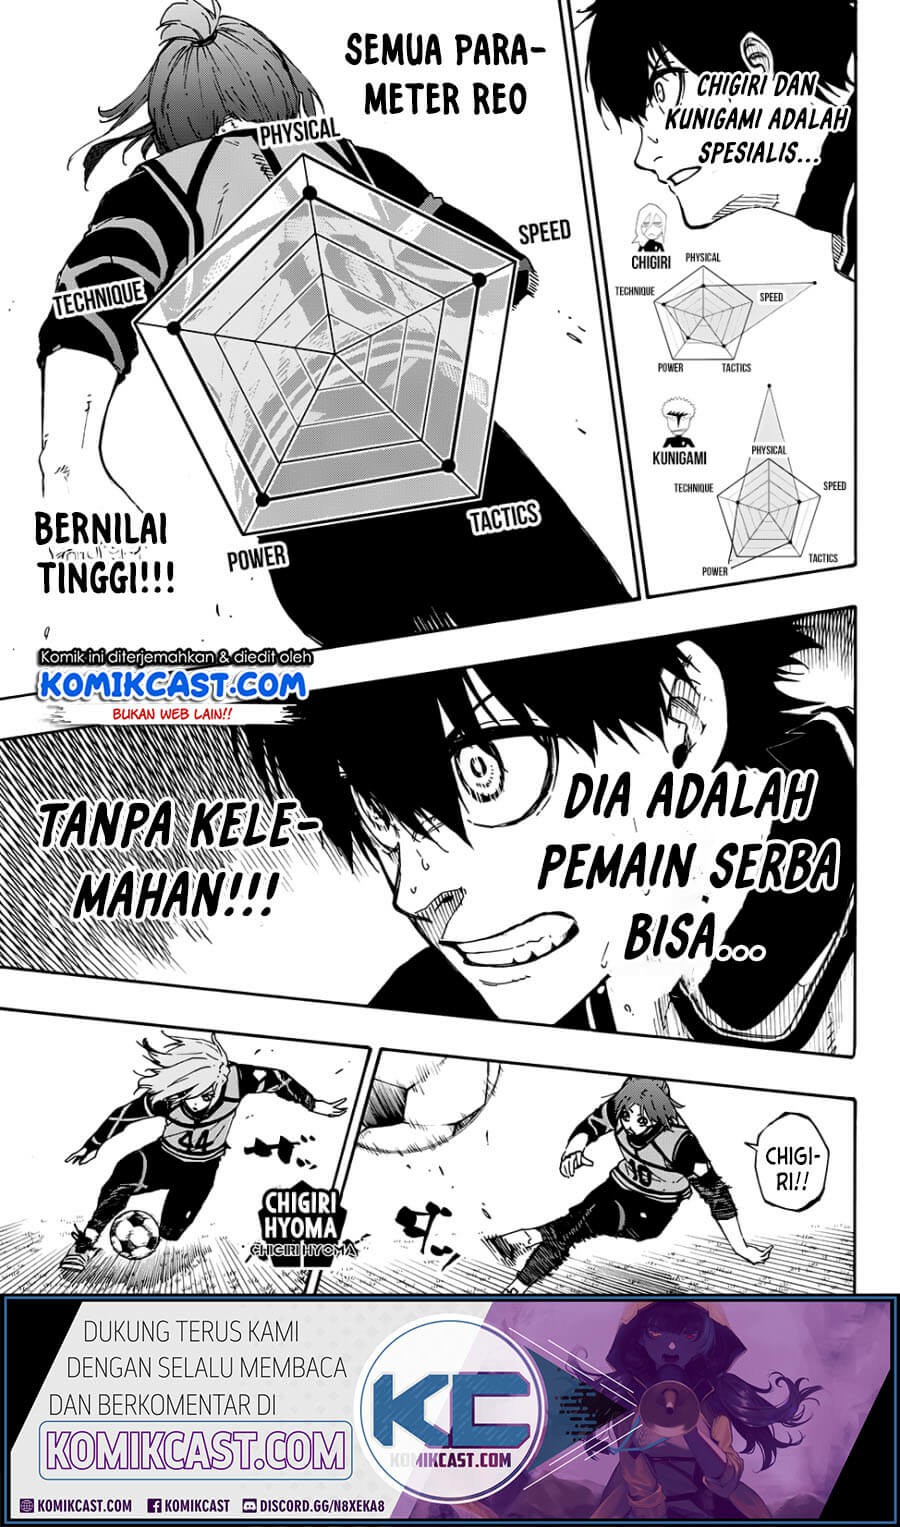 CHIGIRI DAN
KUNIGAMI ADALAH
SPESIALIS...
CHIGIRI
PHYSICAL
TECHNIQUE
SPEED
POWER
TACTICS
KUNIGAMI
PHYSICAL
TECHNIQUE
SPEED
POWER
TACTICS
SEMUA PARA-
METER REO
PHYSICAL
SPEED
TECHNIQUE
TACTICS
POWER
BERNILAI
TINGGI!!!
Komik ini diterjemahkan & diedit oleh
KOMIKCAST.COM
BUKAN WEB LAIN!!
DIA ADALAH
PEMAIN SERBA
BISA...
TANPA KELE-
MAHAN!!!
CHIGI-
RI!!
10
44
CHIGIRI
HYOMA
CHIGIRI HYOMA
DUKUNG TERUS KAMI
DENGAN SELALU MEMBACA
DAN BERKOMENTAR DI
KOMIKCAST.COM
KC
KOMIKCAST.COM
KOMIKCAST.COM
KOMIKCAST
DISCORD.GG/N8XEKA8